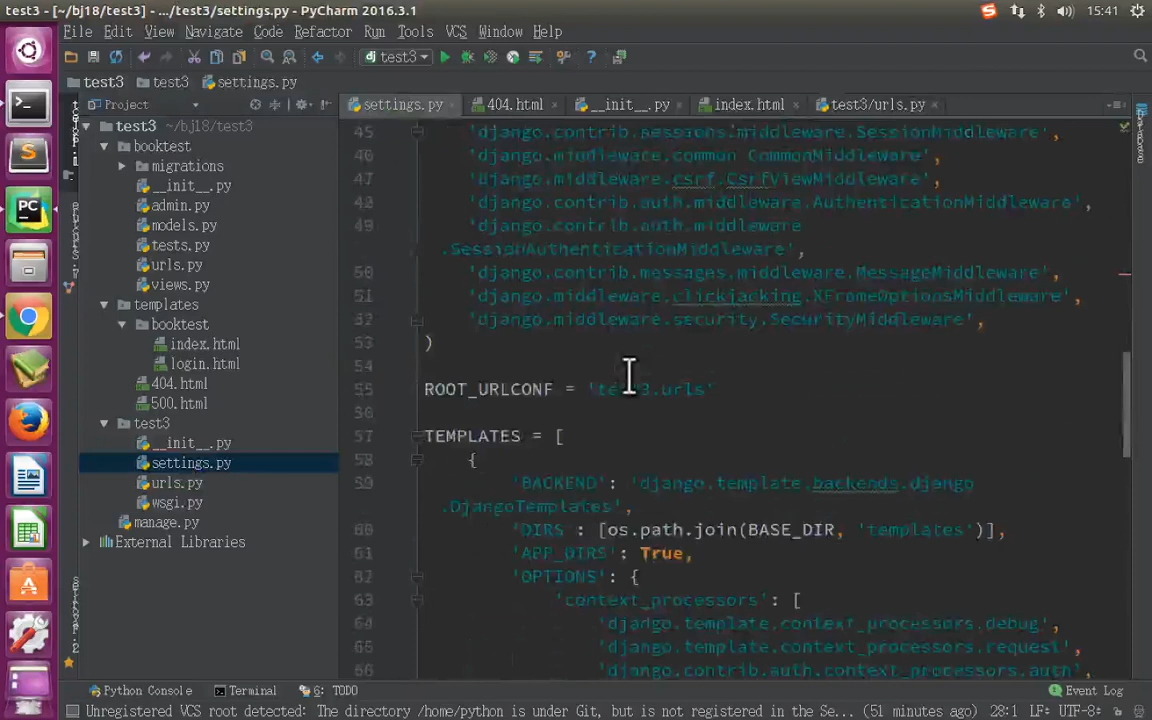 test3 - [~/bj18/test3] - .../test3/settings.py - PyCharm 2016.3.1
15:41
File Edit View Navigate Code Refactor Run Tools VCS Window Help
test3
test3 test3 settings.py
Project
settings.py 404.html __init__.py index.html test3/urls.py
test3 ~/bj18/test3
booktest
migrations
__init__.py
admin.py
models.py
tests.py
urls.py
views.py
templates
booktest
index.html
login.html
404.html
500.html
test3
__init__.py
settings.py
urls.py
wsgi.py
manage.py
External Libraries
45 'django.contrib.sessions.middleware.SessionMiddleware',
46 'django.middleware.common.CommonMiddleware',
47 'django.middleware.csrf.CsrfViewMiddleware',
48 'django.contrib.auth.middleware.AuthenticationMiddleware',
49 'django.contrib.auth.middleware
.SessionAuthenticationMiddleware',
50 'django.contrib.messages.middleware.MessageMiddleware',
51 'django.middleware.clickjacking.XFrameOptionsMiddleware',
52 'django.middleware.security.SecurityMiddleware',
53 )
54
55 ROOT_URLCONF = 'test3.urls'
56
57 TEMPLATES = [
58 {
59 'BACKEND': 'django.template.backends.django
.DjangoTemplates',
60 'DIRS': [os.path.join(BASE_DIR, 'templates')],
61 'APP_DIRS': True,
62 'OPTIONS': {
63 'context_processors': [
64 'django.template.context_processors.debug',
65 'django.template.context_processors.request',
66 'django.contrib.auth.context_processors.auth',
Python Console Terminal 6: TODO Event Log
Unregistered VCS root detected: The directory /home/python is under Git, but is not registered in the Se... (51 minutes ago) 28:1 LF UTF-8